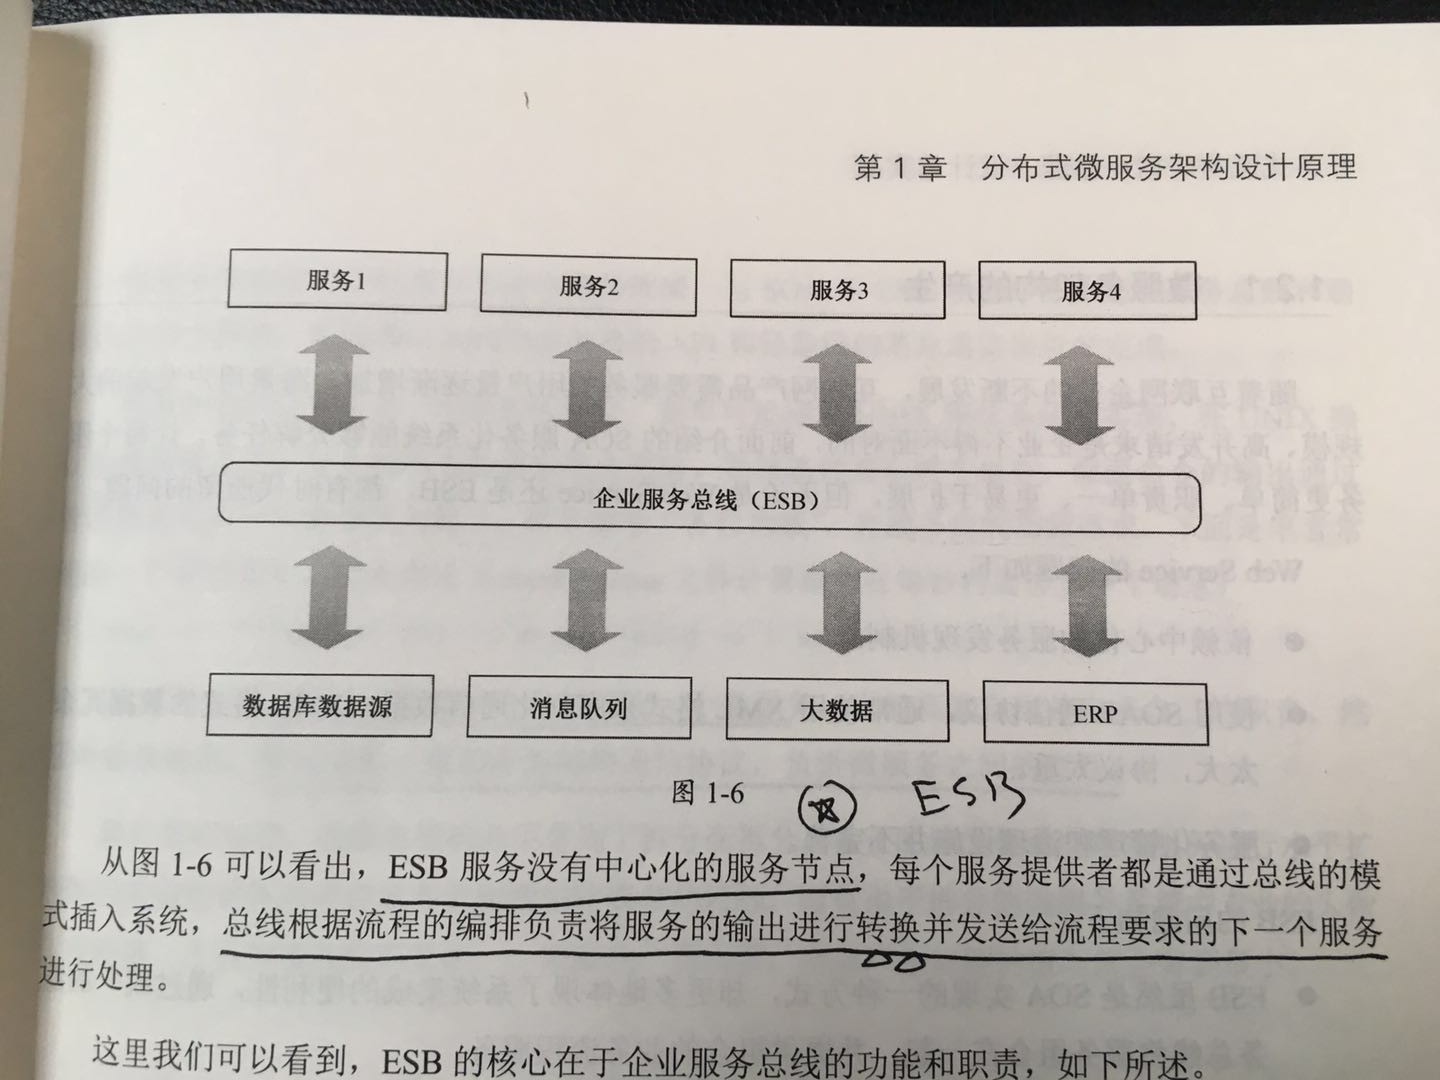 第 1 章 分布式微服务架构设计原理
服务1 服务2 服务3 服务4
企业服务总线（ESB）
数据库数据源 消息队列 大数据 ERP
图 1-6 ESB
从图 1-6 可以看出，ESB 服务没有中心化的服务节点，每个服务提供者都是通过总线的模
式插入系统，总线根据流程的编排负责将服务的输出进行转换并发送给流程要求的下一个服务
进行处理。
这里我们可以看到，ESB 的核心在于企业服务总线的功能和职责，如下所述。